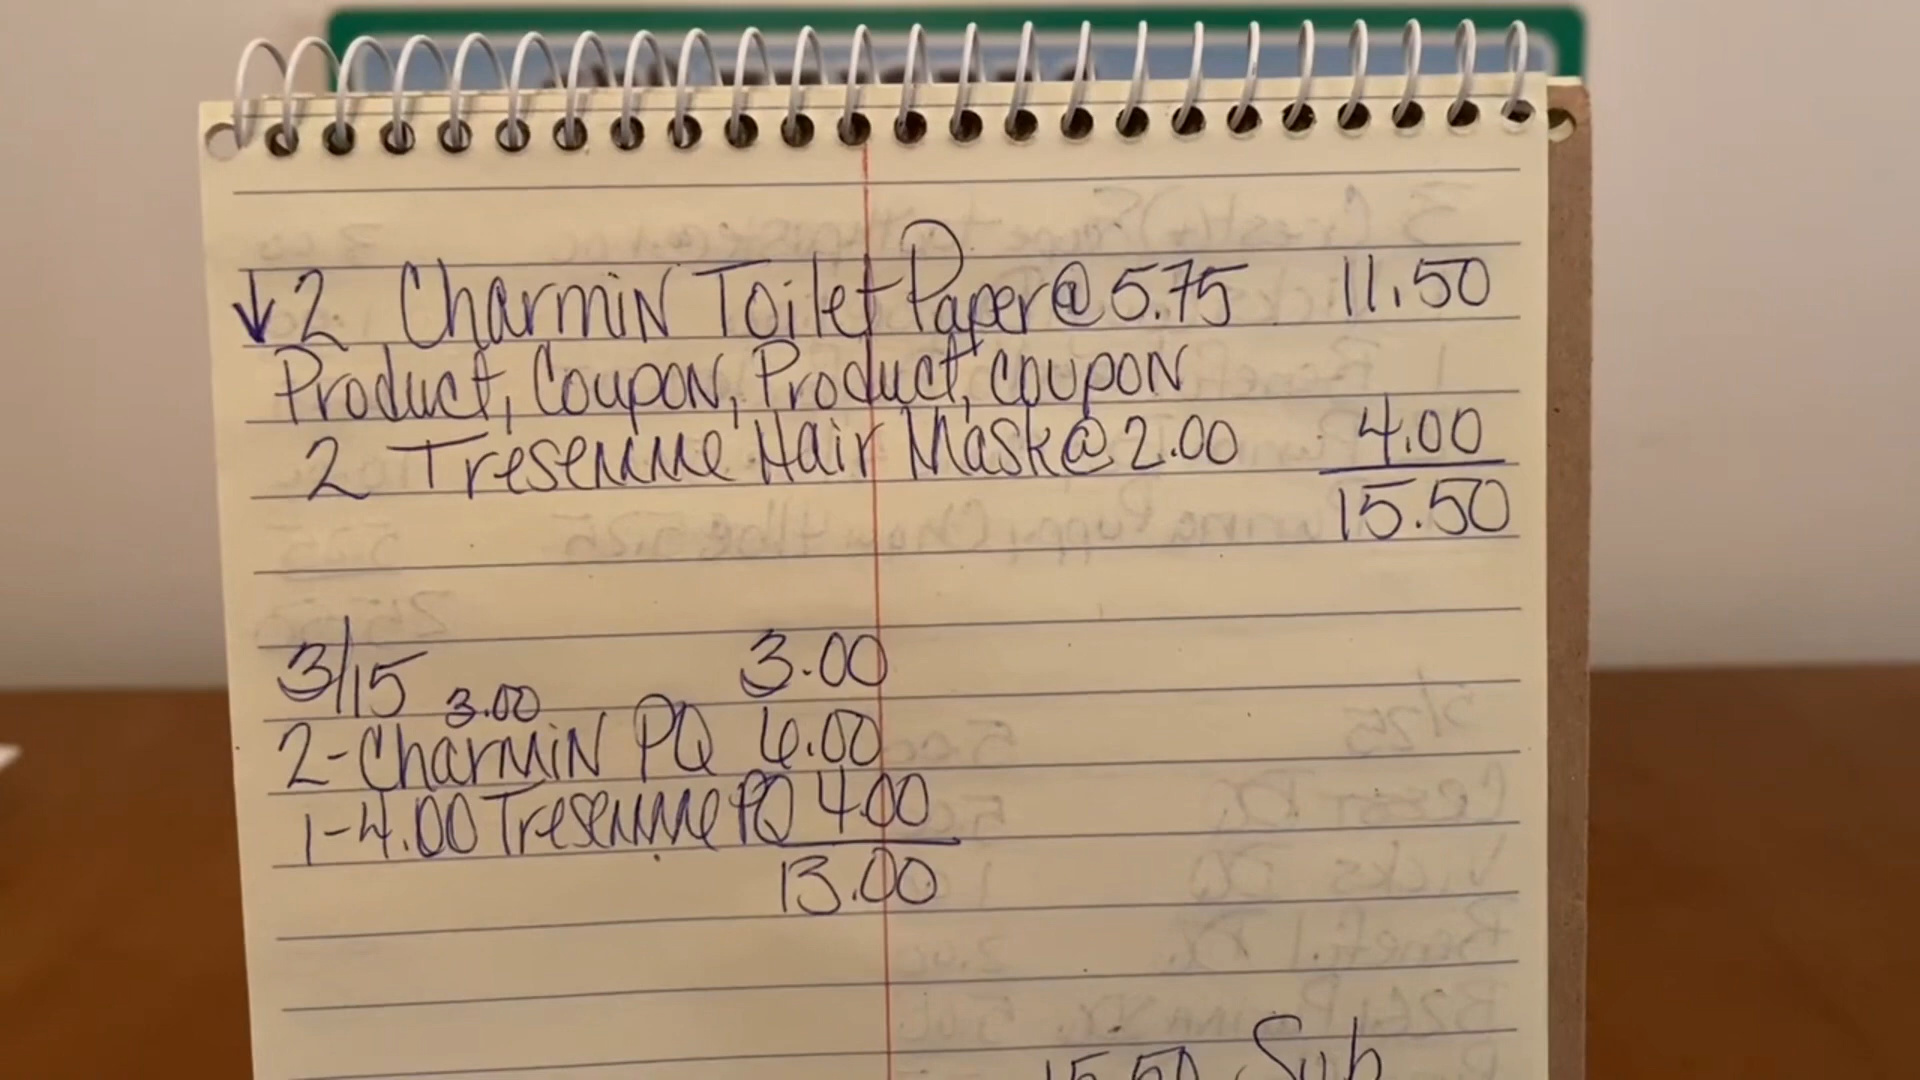 ↓2 Charmin Toilet Paper @ 5.75 11.50
Product, Coupon, Product, coupon
2 Tresemme Hair Mask @ 2.00 4.00
15.50
3/15 3.00
3.00
2-Charmin PQ 6.00
1-4.00 Tresemme PQ 4.00
13.00
15.50 Sub